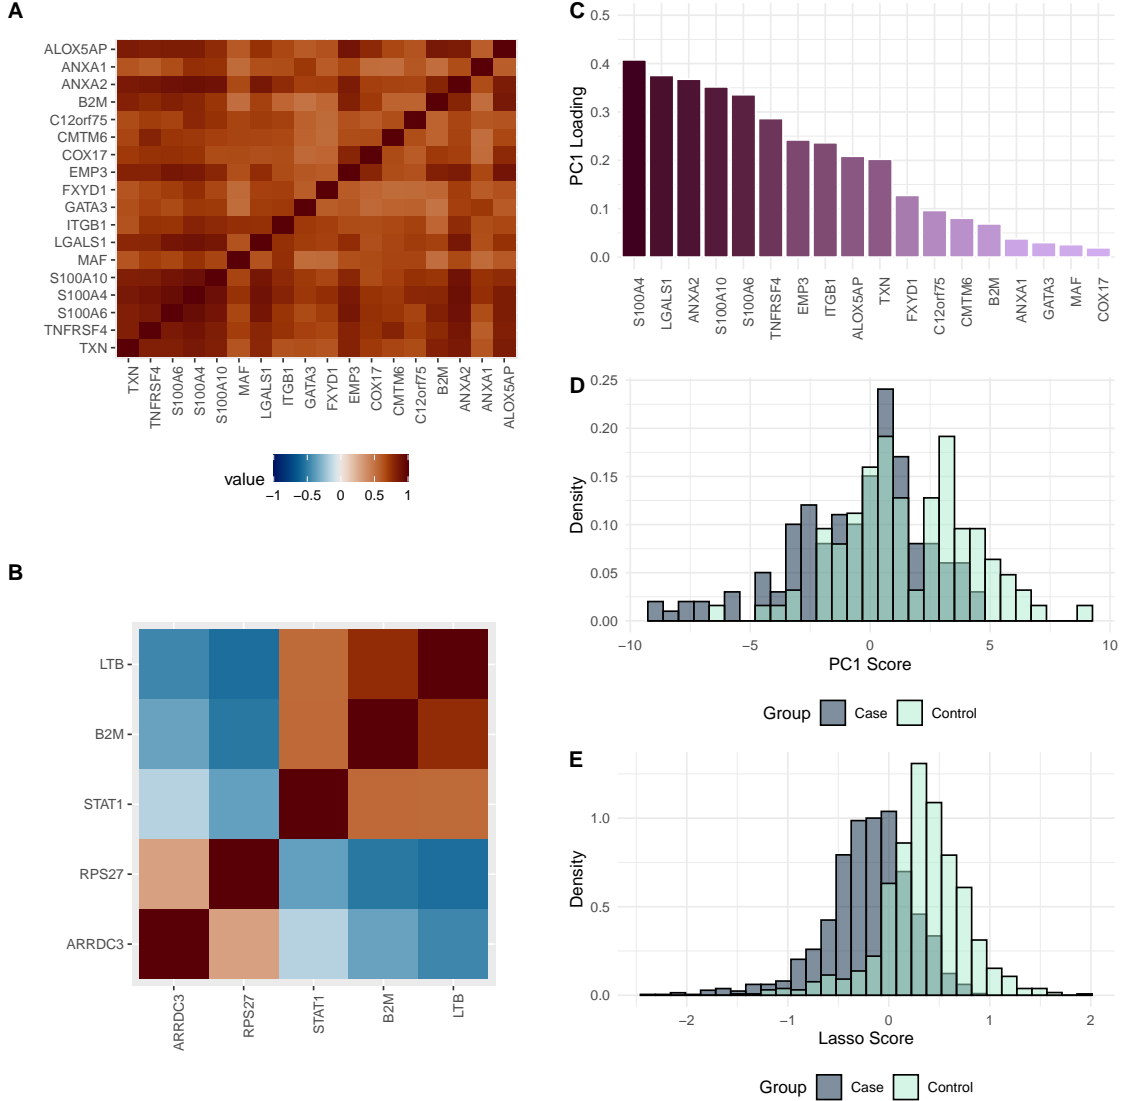 A
ALOX5AP
ANXA1
ANXA2
B2M
C12orf75
CMTM6
COX17
EMP3
FXYD1
GATA3
ITGB1
LGALS1
MAF
S100A10
S100A4
S100A6
TNFRSF4
TXN
TXN
TNFRSF4
S100A6
S100A4
S100A10
MAF
LGALS1
ITGB1
GATA3
FXYD1
EMP3
COX17
CMTM6
C12orf75
B2M
ANXA2
ANXA1
ALOX5AP
value
−1 −0.5 0 0.5 1
B
LTB
B2M
STAT1
RPS27
ARRDC3
ARRDC3
RPS27
STAT1
B2M
LTB
C
PC1 Loading
0.5
0.4
0.3
0.2
0.1
0.0
S100A4
LGALS1
ANXA2
S100A10
S100A6
TNFRSF4
EMP3
ITGB1
ALOX5AP
TXN
FXYD1
C12orf75
CMTM6
B2M
ANXA1
GATA3
MAF
COX17
D
Density
0.25
0.20
0.15
0.10
0.05
0.00
−10 −5 0 5 10
PC1 Score
Group Case Control
E
Density
1.0
0.5
0.0
−2 −1 0 1 2
Lasso Score
Group Case Control